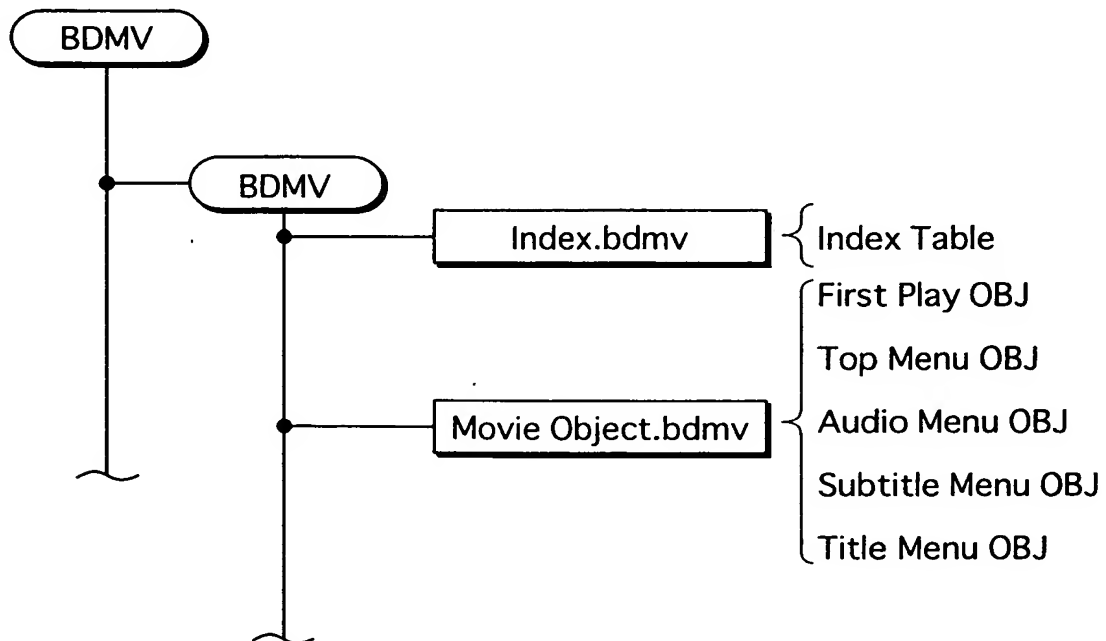 BDMV
BDMV
Index.bdmv
Index Table
First Play OBJ
Top Menu OBJ
Movie Object.bdmv
Audio Menu OBJ
Subtitle Menu OBJ
Title Menu OBJ